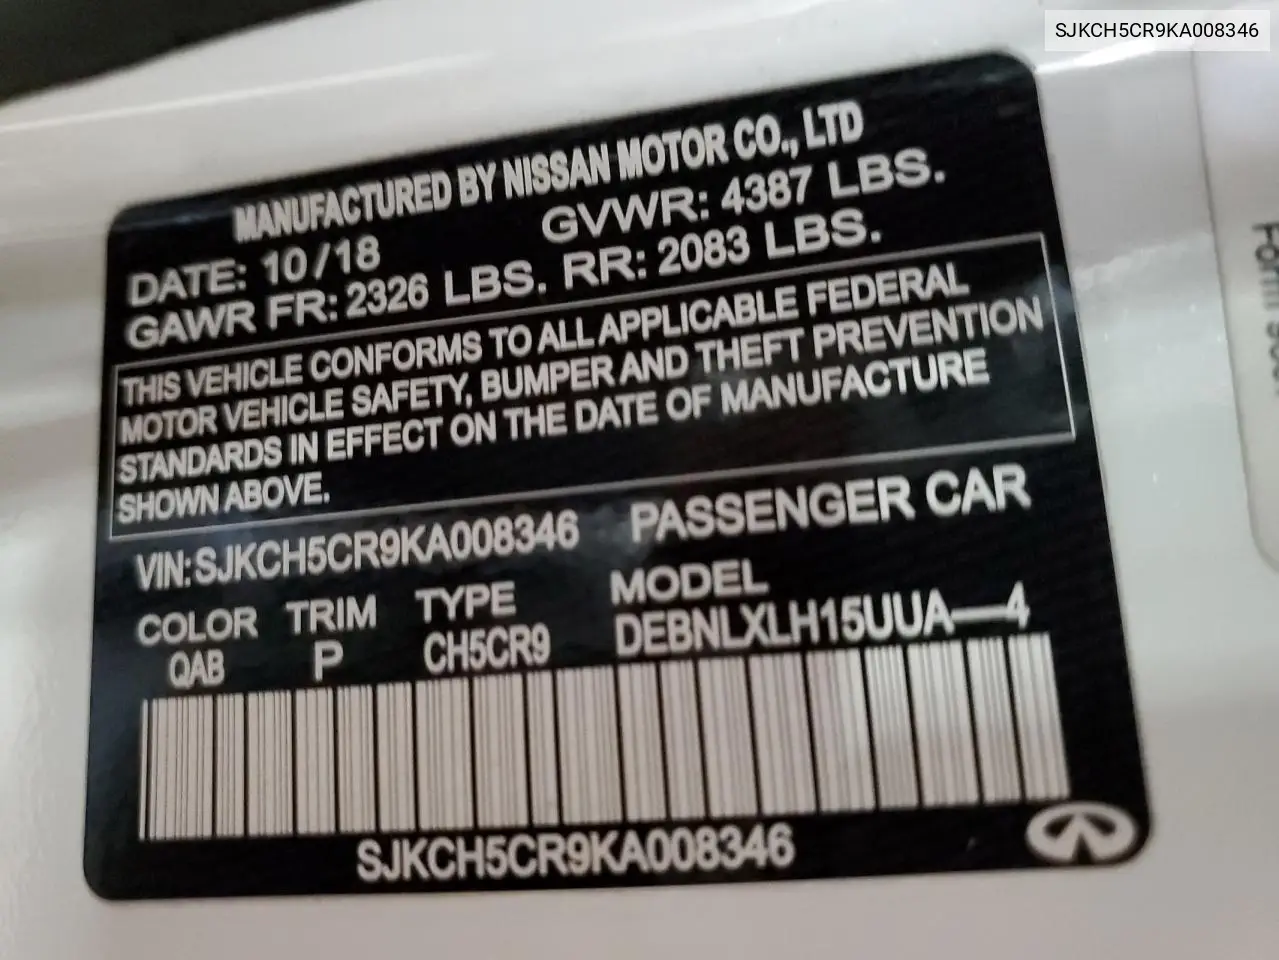 SJKCH5CR9KA008346
MANUFACTURED BY NISSAN MOTOR CO., LTD
DATE: 10/18 GVWR: 4387 LBS.
GAWR FR: 2326 LBS. RR: 2083 LBS.
THIS VEHICLE CONFORMS TO ALL APPLICABLE FEDERAL
MOTOR VEHICLE SAFETY, BUMPER AND THEFT PREVENTION
STANDARDS IN EFFECT ON THE DATE OF MANUFACTURE
SHOWN ABOVE.
VIN:SJKCH5CR9KA008346 PASSENGER CAR
COLOR TRIM TYPE MODEL
QAB P CH5CR9 DEBNLXLH15UUA—4
SJKCH5CR9KA008346
Form